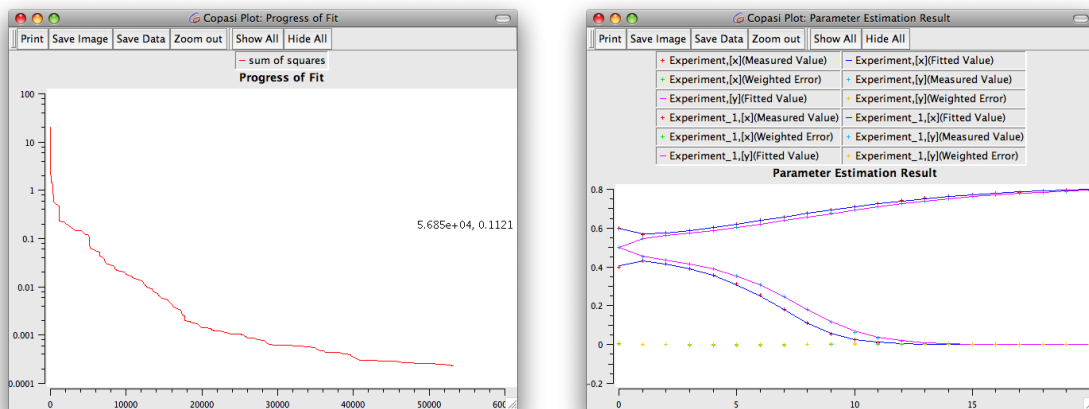 Copasi Plot: Progress of Fit
Print Save Image Save Data Zoom out Show All Hide All
sum of squares
Progress of Fit
100
10
1
0.1
0.01
0.001
0.0001
5.685e+04, 0.1121
0 10000 20000 30000 40000 50000
Copasi Plot: Parameter Estimation Result
Print Save Image Save Data Zoom out Show All Hide All
Experiment,[x](Measured Value) Experiment,[x](Fitted Value)
Experiment,[x](Weighted Error) Experiment,[y](Measured Value)
Experiment,[y](Fitted Value) Experiment,[y](Weighted Error)
Experiment_1,[x](Measured Value) Experiment_1,[x](Fitted Value)
Experiment_1,[x](Weighted Error) Experiment_1,[y](Measured Value)
Experiment_1,[y](Fitted Value) Experiment_1,[y](Weighted Error)
Parameter Estimation Result
0.8
0.6
0.4
0.2
0
-0.2
0 5 10 15